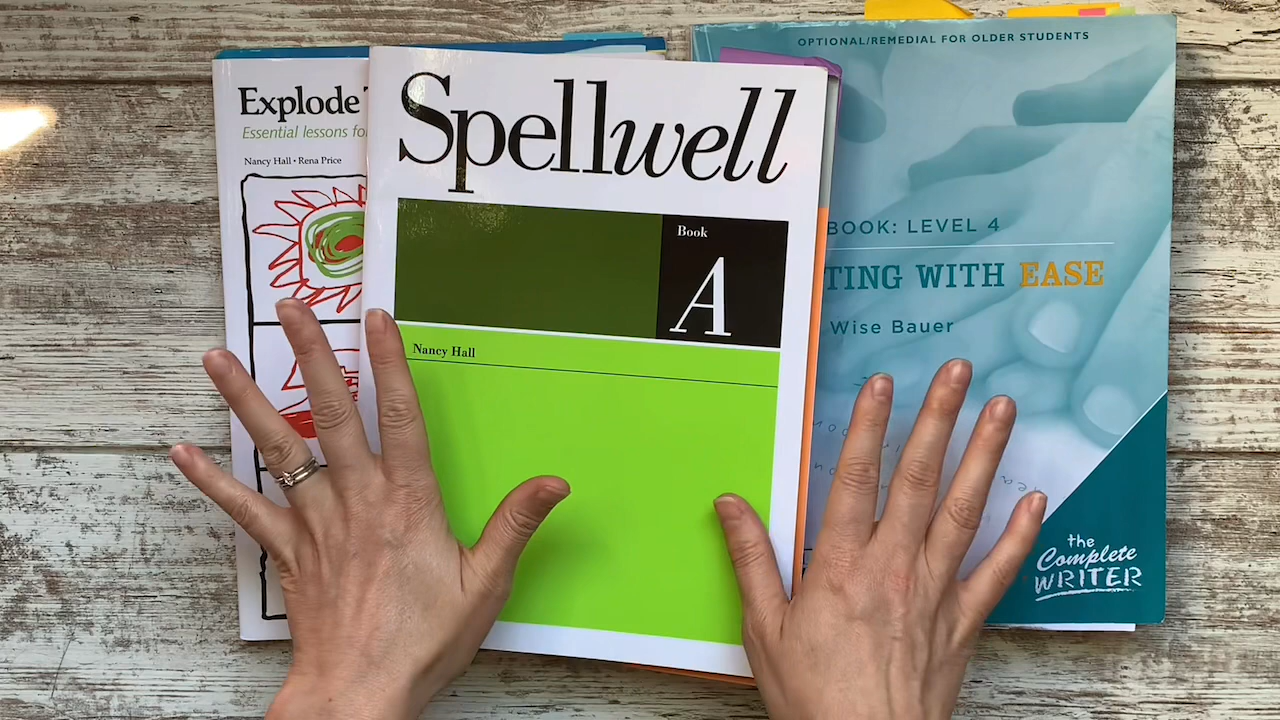 Explode
Essential lessons fo
Nancy Hall • Rena Price
Spellwell
Book
A
Nancy Hall
OPTIONAL/REMEDIAL FOR OLDER STUDENTS
BOOK: LEVEL 4
TING WITH EASE
Wise Bauer
the
Complete
WRITER